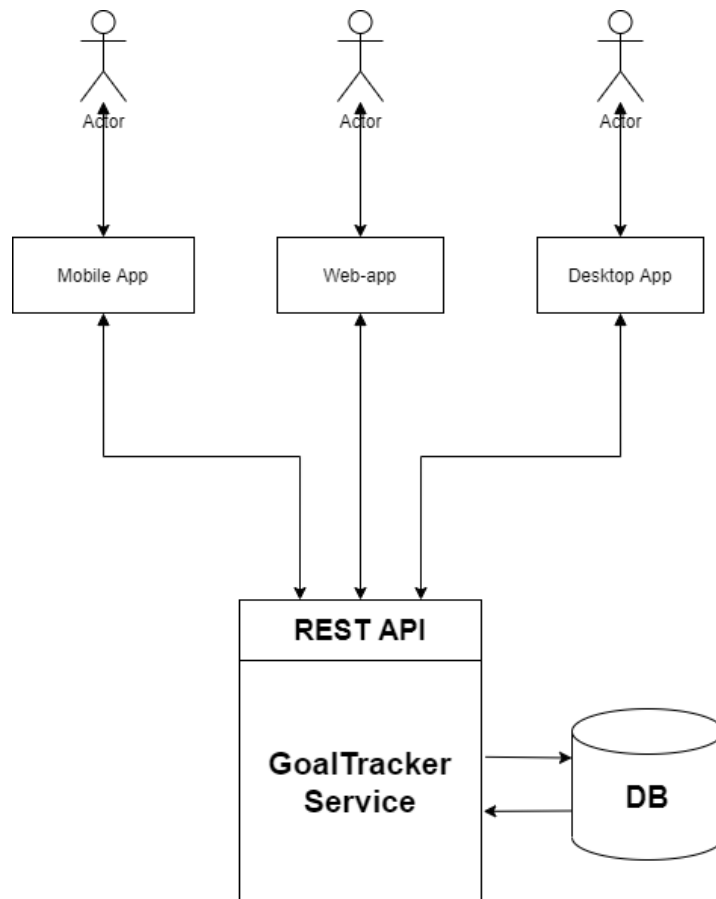 Actor
Actor
Actor
Mobile App
Web-app
Desktop App
REST API
GoalTracker
Service
DB